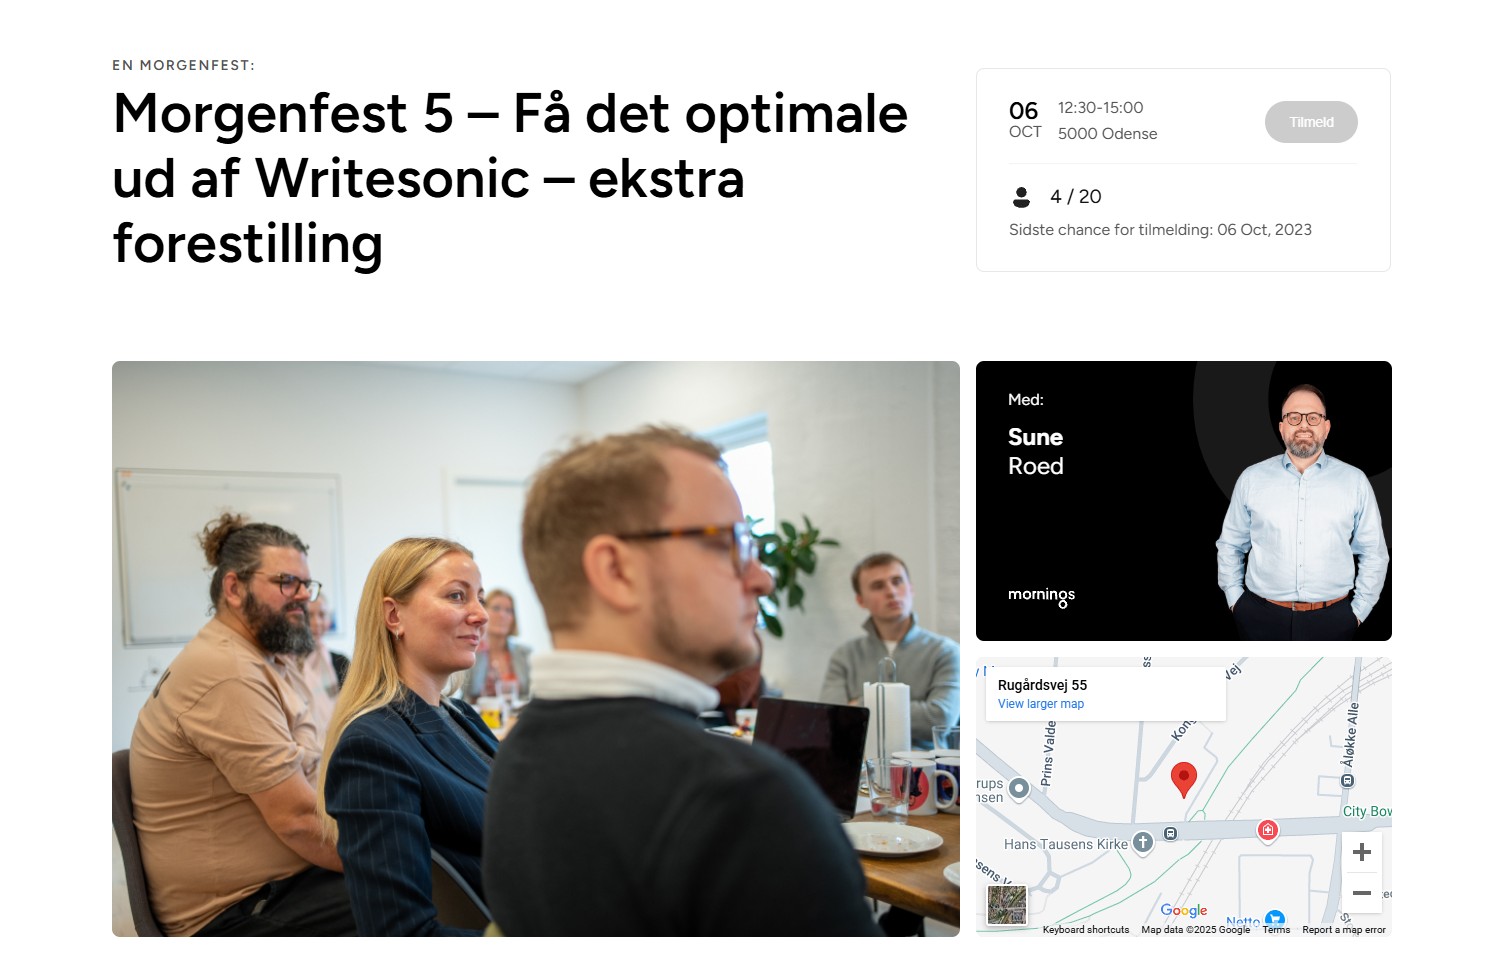 EN MORGENFEST:
Morgenfest 5 – Få det optimale
ud af Writesonic – ekstra
forestilling
06
OCT
12:30-15:00
5000 Odense
Tilmeld
4 / 20
Sidste chance for tilmelding: 06 Oct, 2023
Med:
Sune
Roed
mornings
Rugårdsvej 55
View larger map
Vej
Kong
Prins Valde
Åløkke Alle
rups
nsen
City Bow
Hans Tausens Kirke
sens V
Netto
Google
Keyboard shortcuts
Map data ©2025 Google
Terms
Report a map error